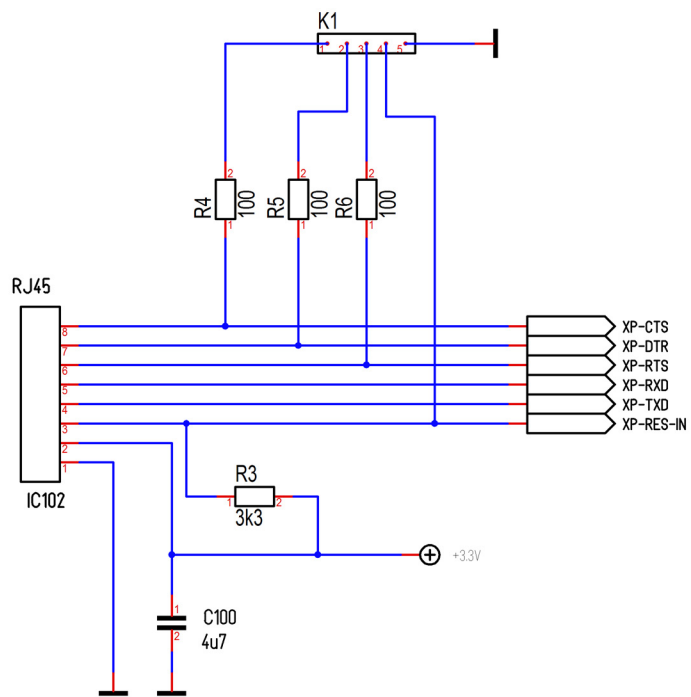 K1
1 2 3 4 5
2 2 2
R4 100 R5 100 R6 100
1 1 1
RJ45
8 XP-CTS
7 XP-DTR
6 XP-RTS
5 XP-RXD
4 XP-TXD
3 XP-RES-IN
2
1
R3
IC102
1 2
3k3
+3.3V
1
C100
2
4u7